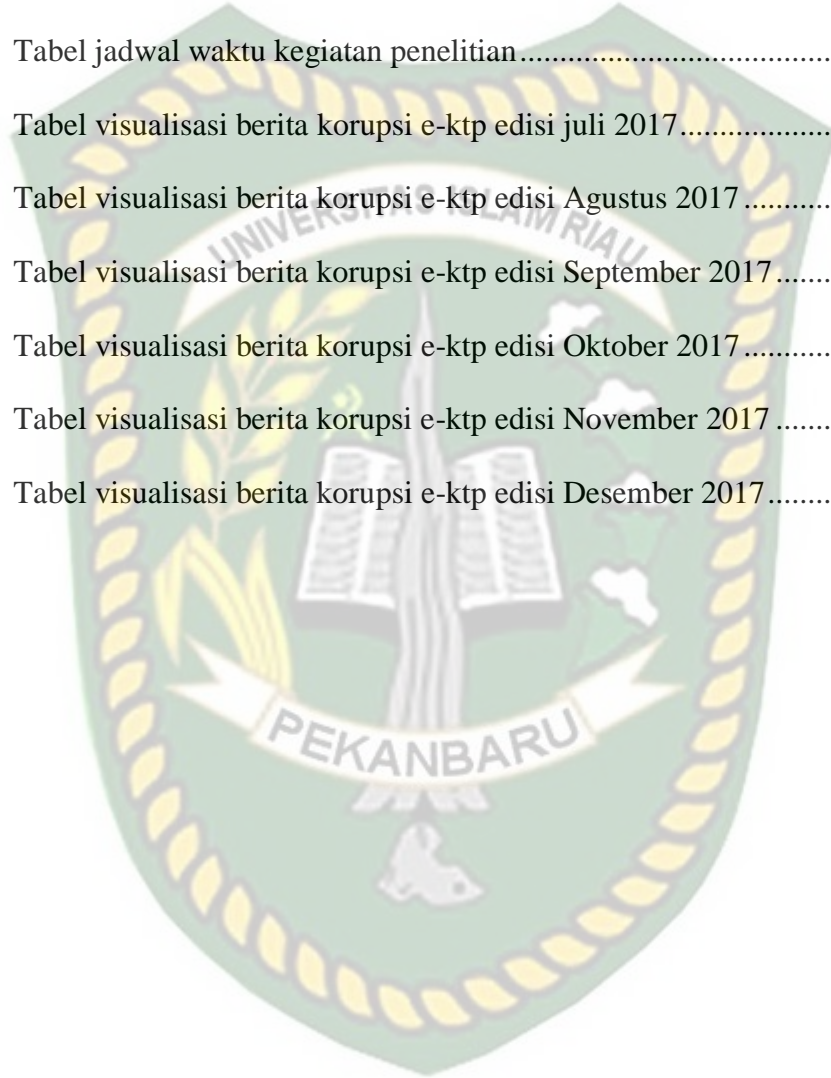 Tabel jadwal waktu kegiatan penelitian.......................................
Tabel visualisasi berita korupsi e-ktp edisi juli 2017...................
Tabel visualisasi berita korupsi e-ktp edisi Agustus 2017...........
UNIVERSITAS ISLAM RIAU
Tabel visualisasi berita korupsi e-ktp edisi September 2017.......
Tabel visualisasi berita korupsi e-ktp edisi Oktober 2017...........
Tabel visualisasi berita korupsi e-ktp edisi November 2017.......
Tabel visualisasi berita korupsi e-ktp edisi Desember 2017........
PEKANBARU